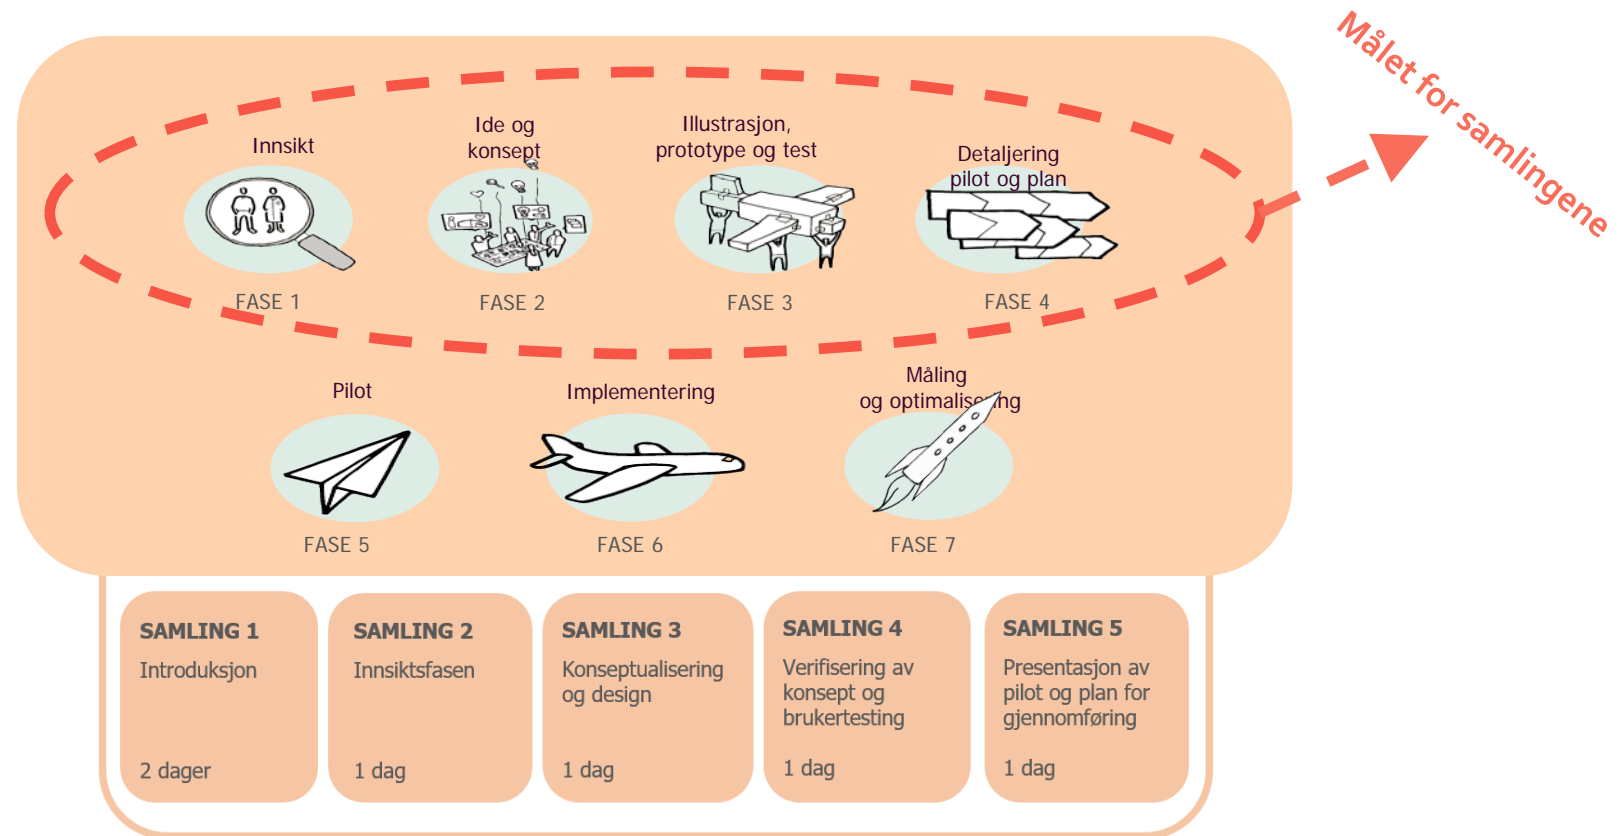 Målet for samlingene
Innsikt
FASE 1
Ide og
konsept
FASE 2
Illustrasjon,
prototype og test
FASE 3
Detaljering
pilot og plan
FASE 4
Pilot
FASE 5
Implementering
FASE 6
Måling
og optimalisering
FASE 7
SAMLING 1
Introduksjon
2 dager
SAMLING 2
Innsiktsfasen
1 dag
SAMLING 3
Konseptualisering
og design
1 dag
SAMLING 4
Verifisering av
konsept og
brukertesting
1 dag
SAMLING 5
Presentasjon av
pilot og plan for
gjennomføring
1 dag